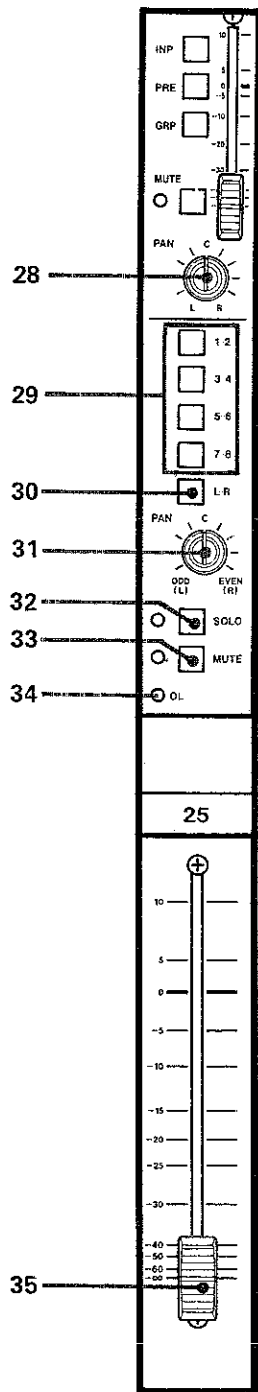 10
INP
5
PRE
0
-5
GRP
-10
-20
-30
MUTE
PAN C
28
L R
29
1-2
3-4
5-6
7-8
30 L-R
PAN C
31
ODD (L) EVEN (R)
32 SOLO
33 MUTE
34 OL
25
10
5
0
-5
-10
-15
-20
-25
-30
-40
-50
-60
35